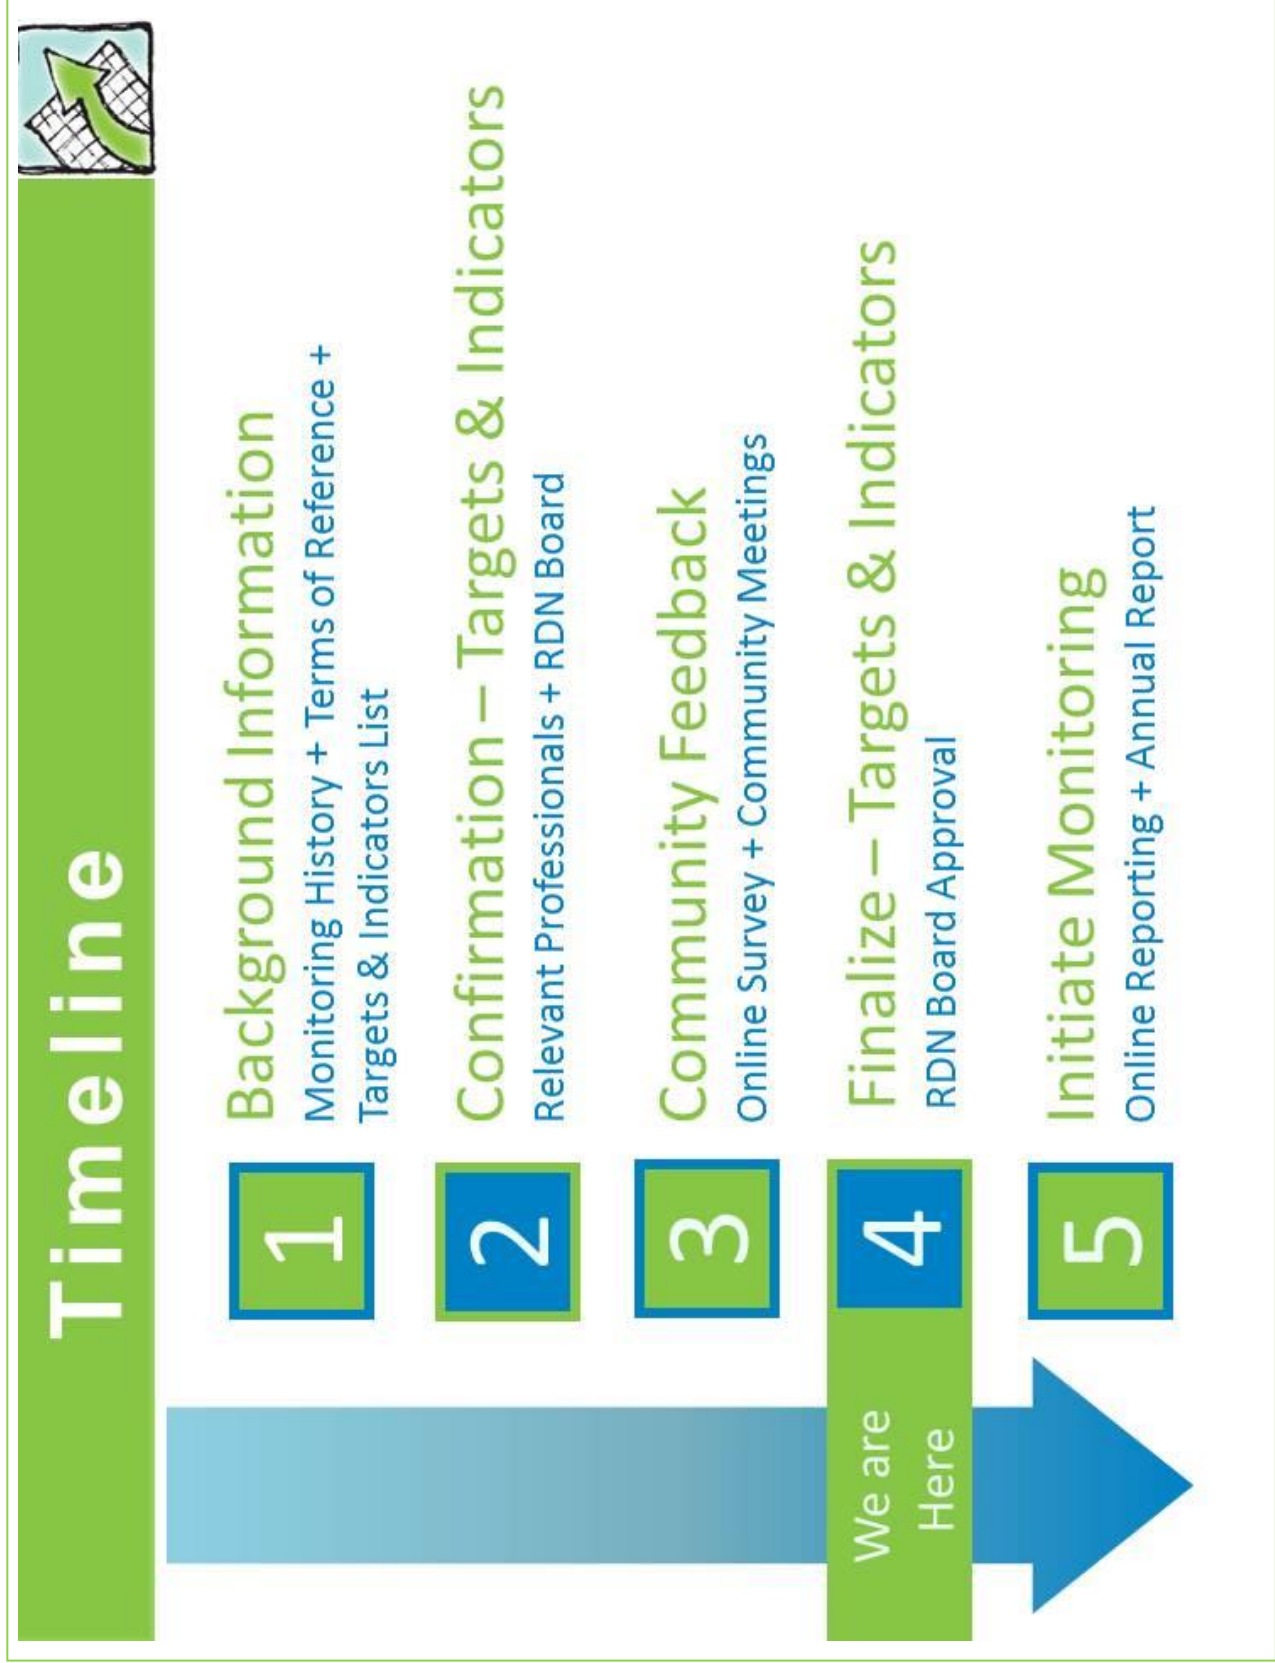 Timeline
1
Background Information
Monitoring History + Terms of Reference +
Targets & Indicators List
2
Confirmation – Targets & Indicators
Relevant Professionals + RDN Board
3
Community Feedback
Online Survey + Community Meetings
We are
Here
4
Finalize – Targets & Indicators
RDN Board Approval
5
Initiate Monitoring
Online Reporting + Annual Report